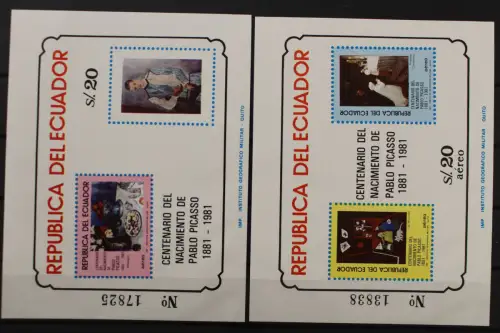 REPUBLICA DEL ECUADOR
S/. 20
CENTENARIO DEL
NACIMIENTO DE
PABLO PICASSO
1881 - 1981
REPUBLICA DEL ECUADOR
IMP. INSTITUTO GEOGRAFICO MILITAR QUITO
No 17825
REPUBLICA DEL ECUADOR
S/. 20
aéreo
CENTENARIO DEL
NACIMIENTO DE
PABLO PICASSO
1881 - 1981
REPUBLICA DEL ECUADOR
REPUBLICA DEL ECUADOR
IMP. INSTITUTO GEOGRAFICO MILITAR QUITO
No 13838